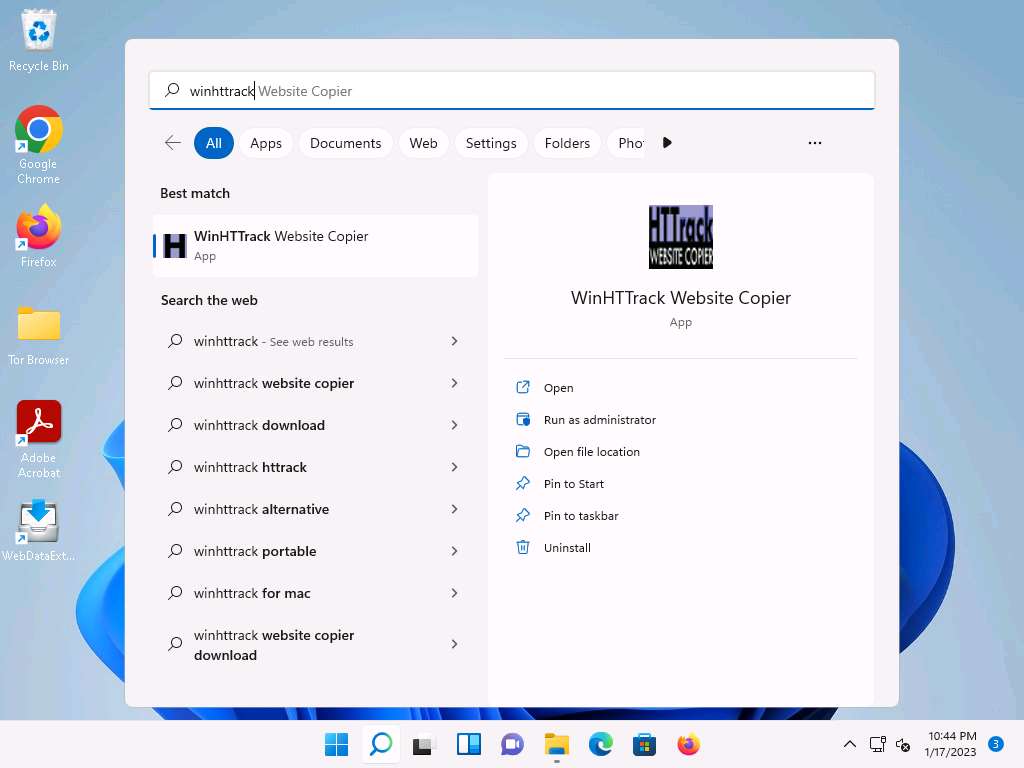 Recycle Bin
Google
Chrome
Firefox
Tor Browser
Adobe
Acrobat
WebDataExt...
winhttrack Website Copier
All
Apps
Documents
Web
Settings
Folders
Pho
Best match
WinHTTrack Website Copier
App
Search the web
winhttrack - See web results
winhttrack website copier
winhttrack download
winhttrack httrack
winhttrack alternative
winhttrack portable
winhttrack for mac
winhttrack website copier
download
HTTrack
WEBSITE COPIER
WinHTTrack Website Copier
App
Open
Run as administrator
Open file location
Pin to Start
Pin to taskbar
Uninstall
10:44 PM
1/17/2023
3